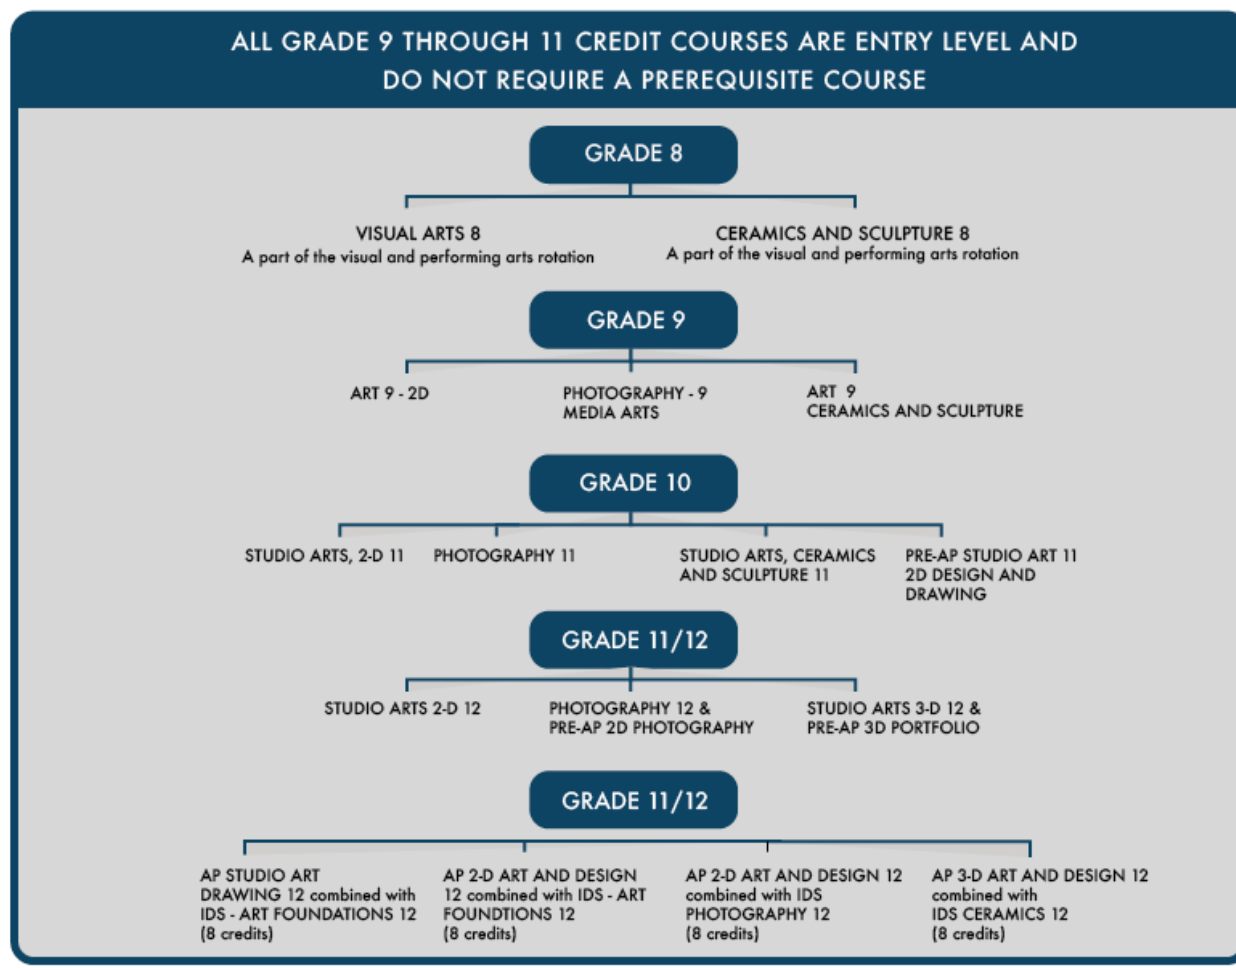 ALL GRADE 9 THROUGH 11 CREDIT COURSES ARE ENTRY LEVEL AND
DO NOT REQUIRE A PREREQUISITE COURSE
GRADE 8
VISUAL ARTS 8
A part of the visual and performing arts rotation
CERAMICS AND SCULPTURE 8
A part of the visual and performing arts rotation
GRADE 9
ART 9 - 2D
PHOTOGRAPHY - 9
MEDIA ARTS
ART 9
CERAMICS AND SCULPTURE
GRADE 10
STUDIO ARTS, 2-D 11
PHOTOGRAPHY 11
STUDIO ARTS, CERAMICS
AND SCULPTURE 11
PRE-AP STUDIO ART 11
2D DESIGN AND
DRAWING
GRADE 11/12
STUDIO ARTS 2-D 12
PHOTOGRAPHY 12 &
PRE-AP 2D PHOTOGRAPHY
STUDIO ARTS 3-D 12 &
PRE-AP 3D PORTFOLIO
GRADE 11/12
AP STUDIO ART
DRAWING 12 combined with
IDS - ART FOUNDATIONS 12
(8 credits)
AP 2-D ART AND DESIGN
12 combined with IDS - ART
FOUNDTIONS 12
(8 credits)
AP 2-D ART AND DESIGN 12
combined with IDS
PHOTOGRAPHY 12
(8 credits)
AP 3-D ART AND DESIGN 12
combined with
IDS CERAMICS 12
(8 credits)